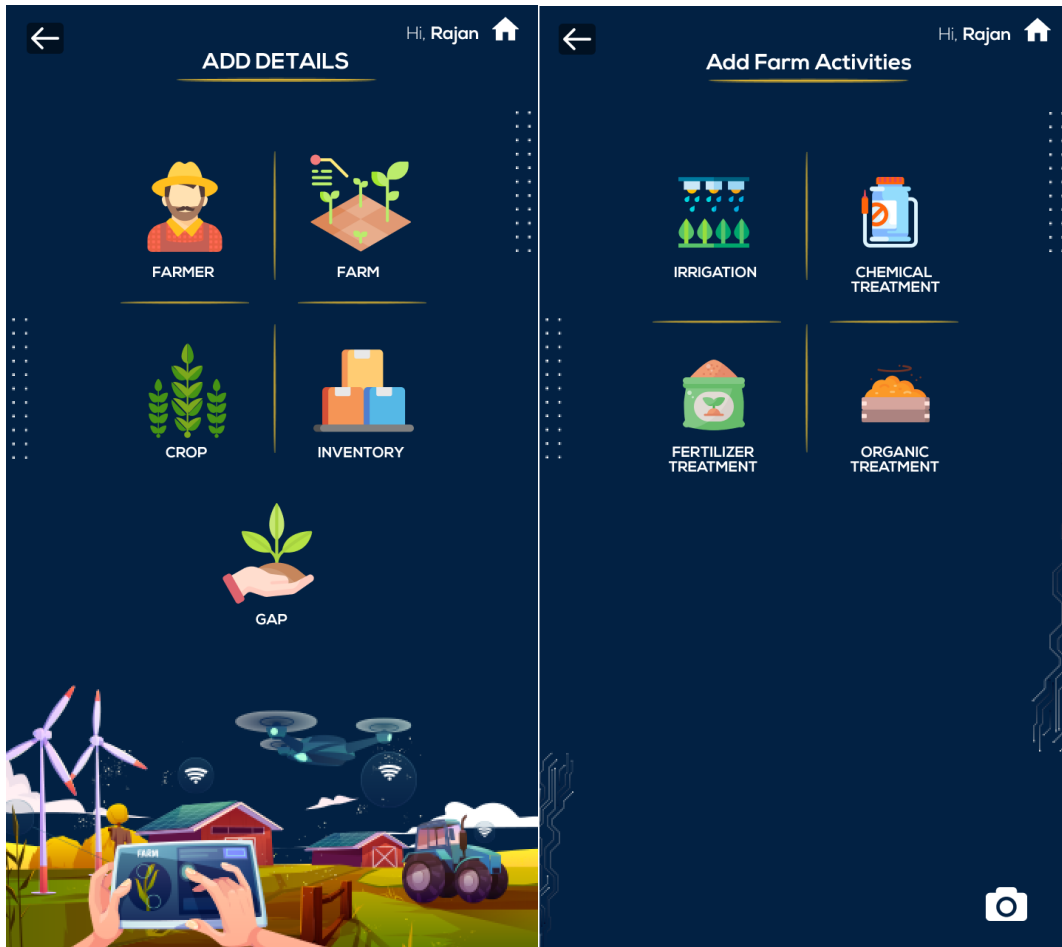 Hi, Rajan
ADD DETAILS
FARMER
FARM
CROP
INVENTORY
GAP
FARM
Hi, Rajan
Add Farm Activities
IRRIGATION
CHEMICAL
TREATMENT
FERTILIZER
TREATMENT
ORGANIC
TREATMENT